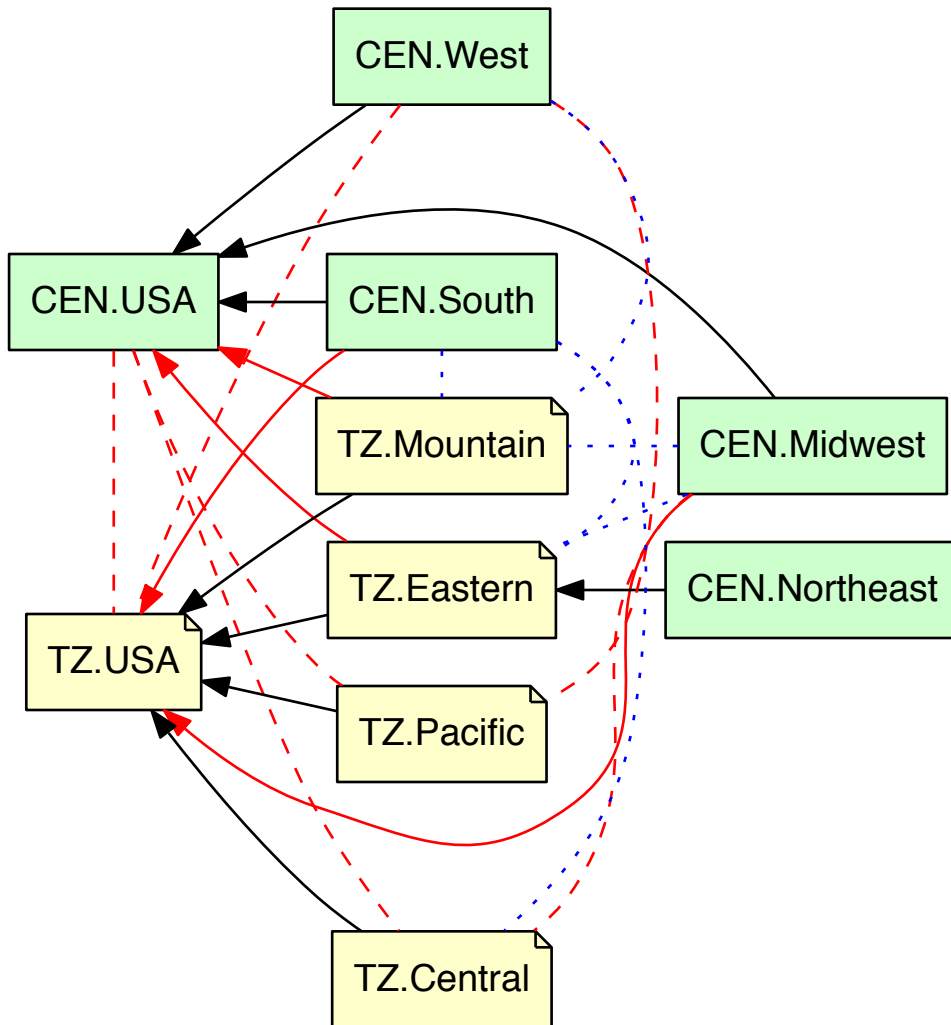 CEN.West
CEN.USA
CEN.South
TZ.Mountain
CEN.Midwest
TZ.Eastern
CEN.Northeast
TZ.USA
TZ.Pacific
TZ.Central